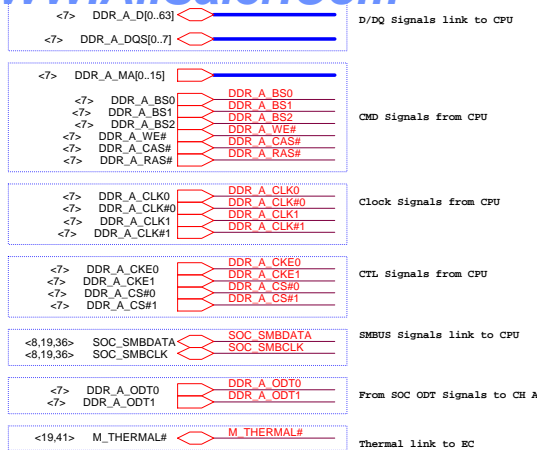 <7> DDR_A_D[0..63] D/DQ Signals link to CPU
<7> DDR_A_DQS[0..7]
<7> DDR_A_MA[0..15]
<7> DDR_A_BS0 DDR_A_BS0
<7> DDR_A_BS1 DDR_A_BS1
<7> DDR_A_BS2 DDR_A_BS2 CMD Signals from CPU
<7> DDR_A_WE# DDR_A_WE#
<7> DDR_A_CAS# DDR_A_CAS#
<7> DDR_A_RAS# DDR_A_RAS#
<7> DDR_A_CLK0 DDR_A_CLK0
<7> DDR_A_CLK#0 DDR_A_CLK#0 Clock Signals from CPU
<7> DDR_A_CLK1 DDR_A_CLK1
<7> DDR_A_CLK#1 DDR_A_CLK#1
<7> DDR_A_CKE0 DDR_A_CKE0
<7> DDR_A_CKE1 DDR_A_CKE1 CTL Signals from CPU
<7> DDR_A_CS#0 DDR_A_CS#0
<7> DDR_A_CS#1 DDR_A_CS#1
<8,19,36> SOC_SMBDATA SOC_SMBDATA SMBUS Signals link to CPU
<8,19,36> SOC_SMBCLK SOC_SMBCLK
<7> DDR_A_ODT0 DDR_A_ODT0
<7> DDR_A_ODT1 DDR_A_ODT1 From SOC ODT Signals to CH A
<19,41> M_THERMAL# M_THERMAL# Thermal link to EC